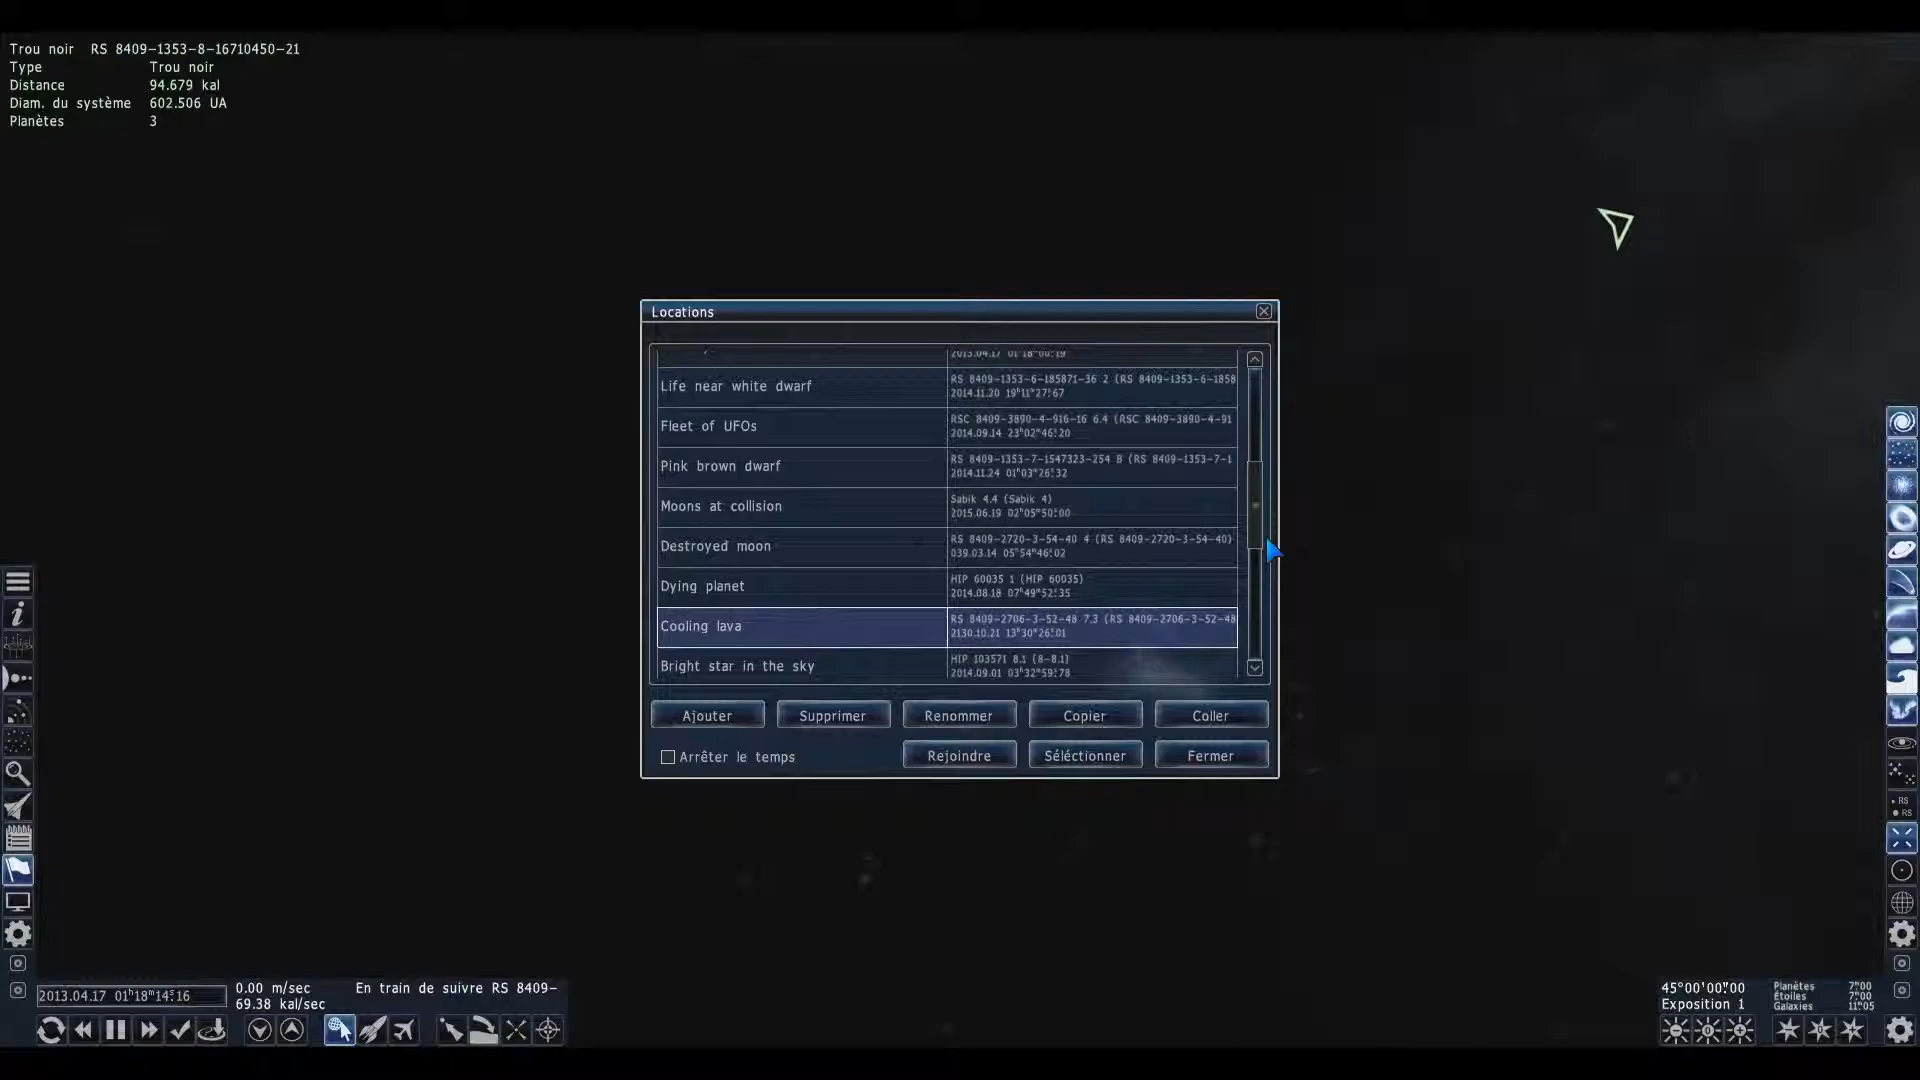 Trou noir RS 8409-1353-8-16710450-21
Type Trou noir
Distance 94.679 kal
Diam. du système 602.506 UA
Planètes 3
Locations
2013.04.17 01ʰ18ᵐ00ˢ19
Life near white dwarf
RS 8409-1353-6-185871-36 2 (RS 8409-1353-6-1858
2014.11.20 19ʰ11ᵐ27ˢ67
Fleet of UFOs
RSC 8409-3890-4-916-16 6.4 (RSC 8409-3890-4-91
2014.09.14 23ʰ02ᵐ46ˢ20
Pink brown dwarf
RS 8409-1353-7-1547323-254 B (RS 8409-1353-7-1
2014.11.24 01ʰ03ᵐ26ˢ32
Moons at collision
Sabik 4.4 (Sabik 4)
2015.06.19 02ʰ05ᵐ50ˢ00
Destroyed moon
RS 8409-2720-3-54-40 4 (RS 8409-2720-3-54-40)
039.03.14 05ʰ54ᵐ46ˢ02
Dying planet
HIP 60035 1 (HIP 60035)
2014.08.18 07ʰ49ᵐ52ˢ35
Cooling lava
RS 8409-2706-3-52-48 7.3 (RS 8409-2706-3-52-48
2130.10.21 13ʰ30ᵐ26ˢ01
Bright star in the sky
HIP 103571 8.1 (8-8.1)
2014.09.01 03ʰ32ᵐ59ˢ78
Ajouter Supprimer Renommer Copier Coller
Arrêter le temps Rejoindre Séléctionner Fermer
RS
RS
2013.04.17 01ʰ18ᵐ14ˢ16
0.00 m/sec
69.38 kal/sec
En train de suivre RS 8409-
45°00'00"00
Exposition 1
Planètes 7ᵐ00
Étoiles 7ᵐ00
Galaxies 11ᵐ05